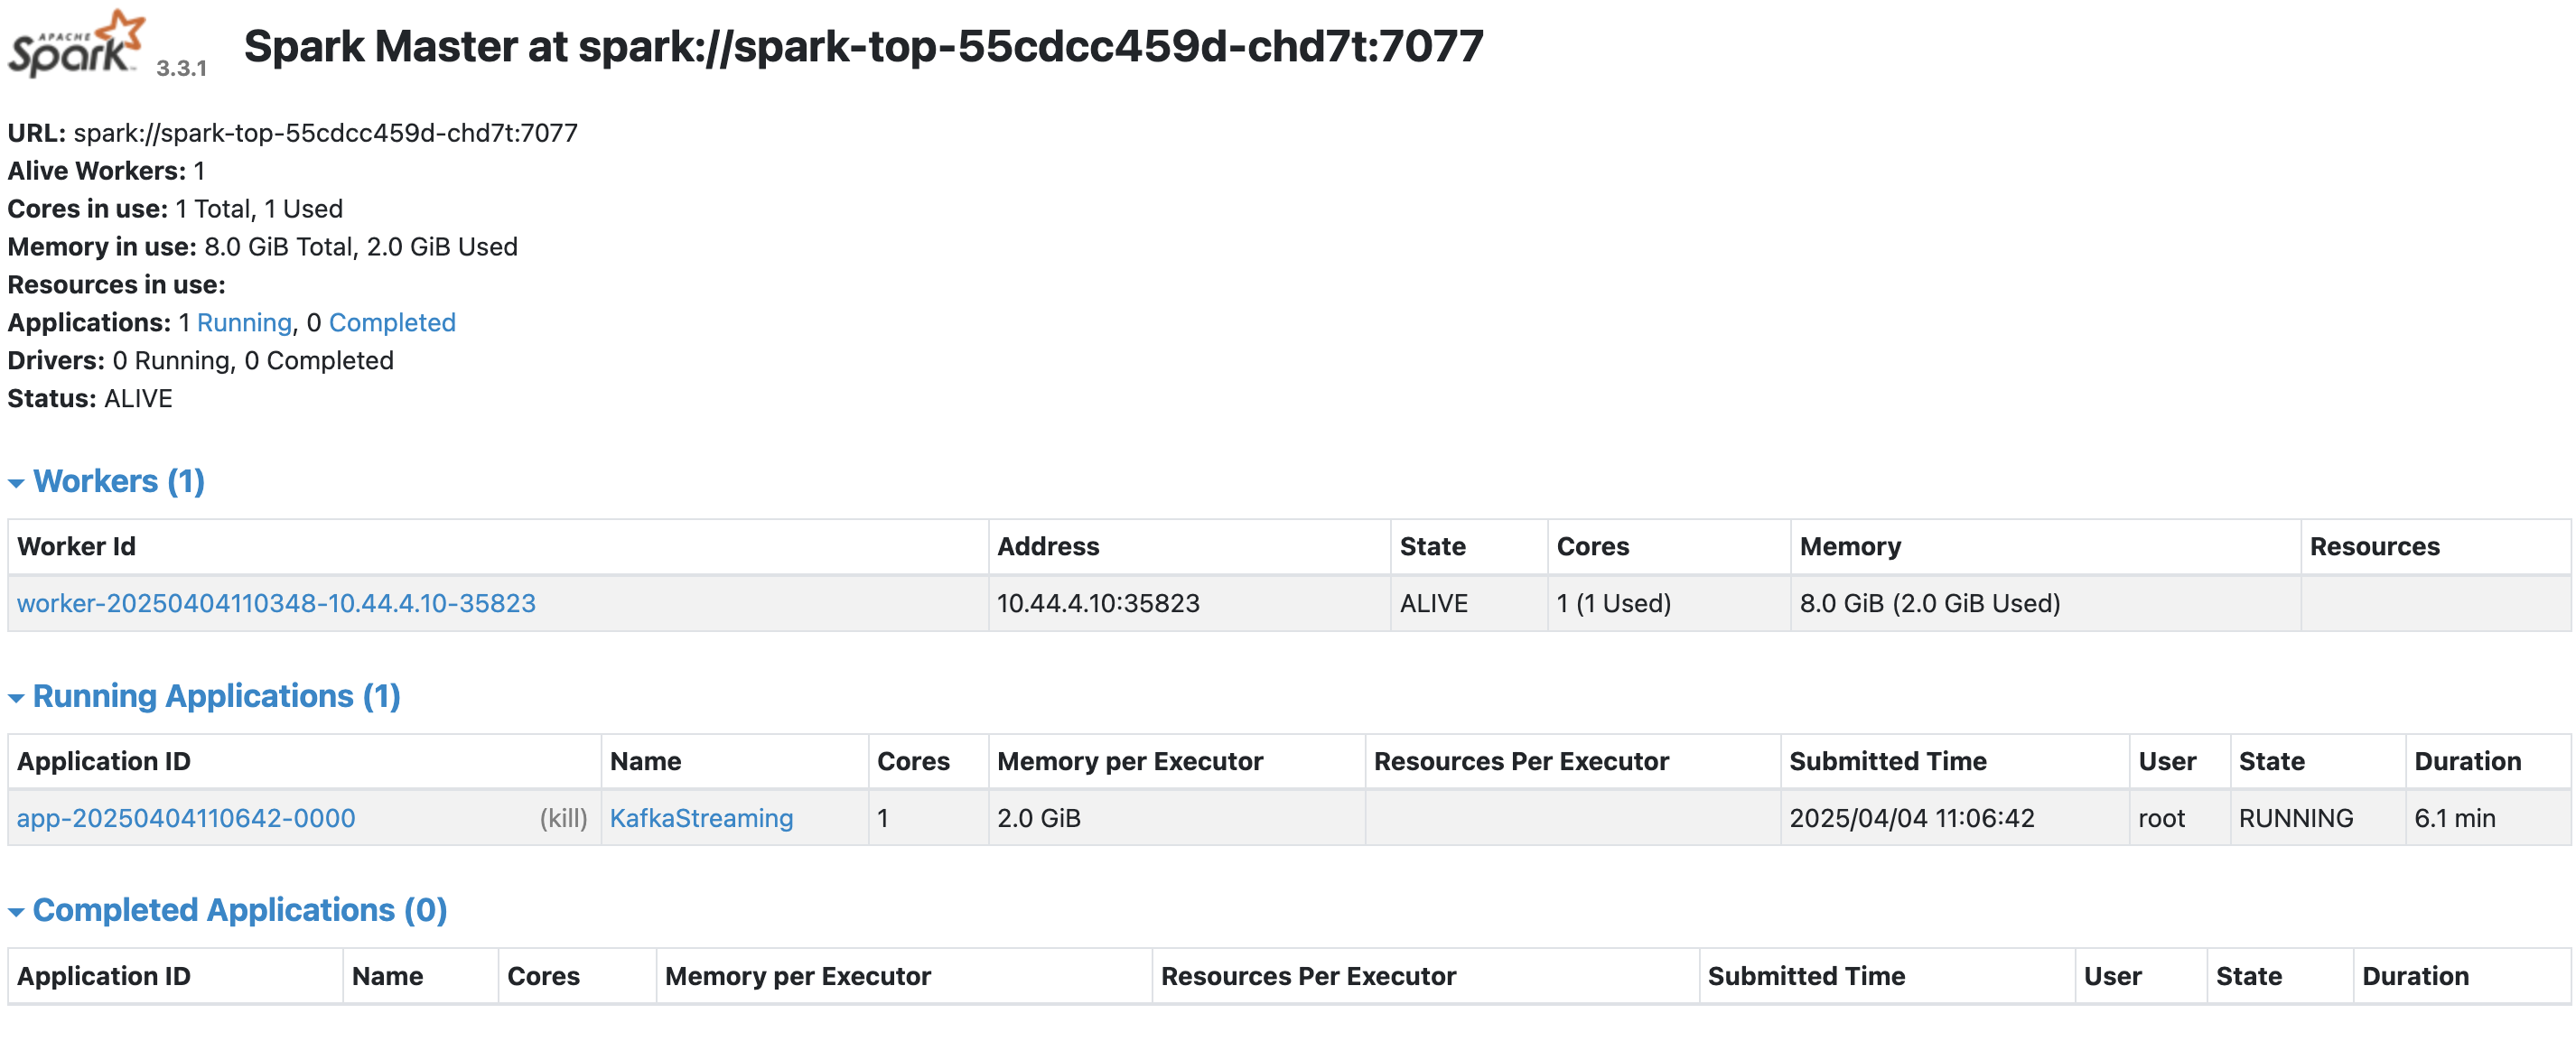 APACHE
Spark 3.3.1 Spark Master at spark://spark-top-55cdcc459d-chd7t:7077
URL: spark://spark-top-55cdcc459d-chd7t:7077
Alive Workers: 1
Cores in use: 1 Total, 1 Used
Memory in use: 8.0 GiB Total, 2.0 GiB Used
Resources in use:
Applications: 1 Running, 0 Completed
Drivers: 0 Running, 0 Completed
Status: ALIVE
Workers (1)
Worker Id Address State Cores Memory Resources
worker-20250404110348-10.44.4.10-35823 10.44.4.10:35823 ALIVE 1 (1 Used) 8.0 GiB (2.0 GiB Used)
Running Applications (1)
Application ID Name Cores Memory per Executor Resources Per Executor Submitted Time User State Duration
app-20250404110642-0000 (kill) KafkaStreaming 1 2.0 GiB 2025/04/04 11:06:42 root RUNNING 6.1 min
Completed Applications (0)
Application ID Name Cores Memory per Executor Resources Per Executor Submitted Time User State Duration